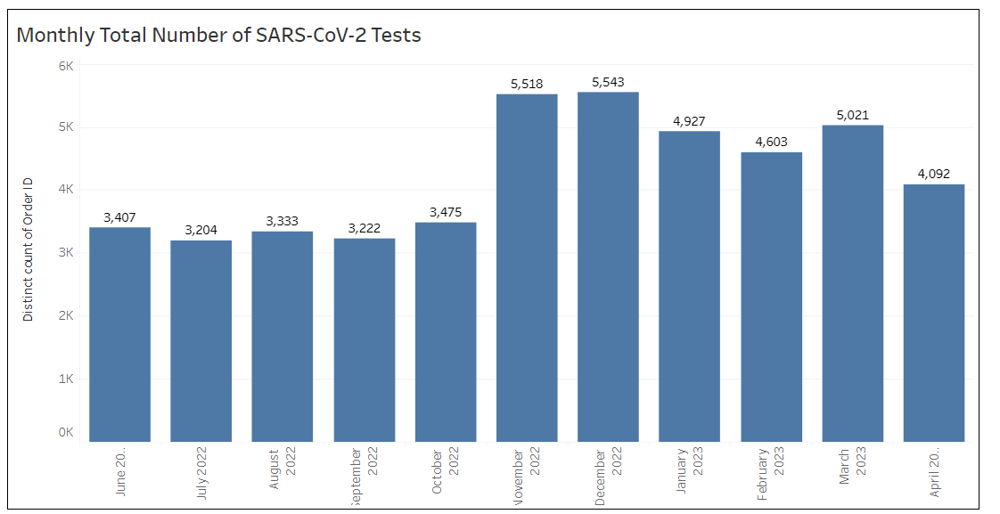 Monthly Total Number of SARS-CoV-2 Tests
6K
5K
4K
3K
2K
1K
0K
Distinct count of Order ID
3,407
3,204
3,333
3,222
3,475
5,518
5,543
4,927
4,603
5,021
4,092
June 20..
July 2022
August
2022
eptember
2022
October
2022
November
2022
December
2022
January
2023
February
2023
March
2023
April 20..